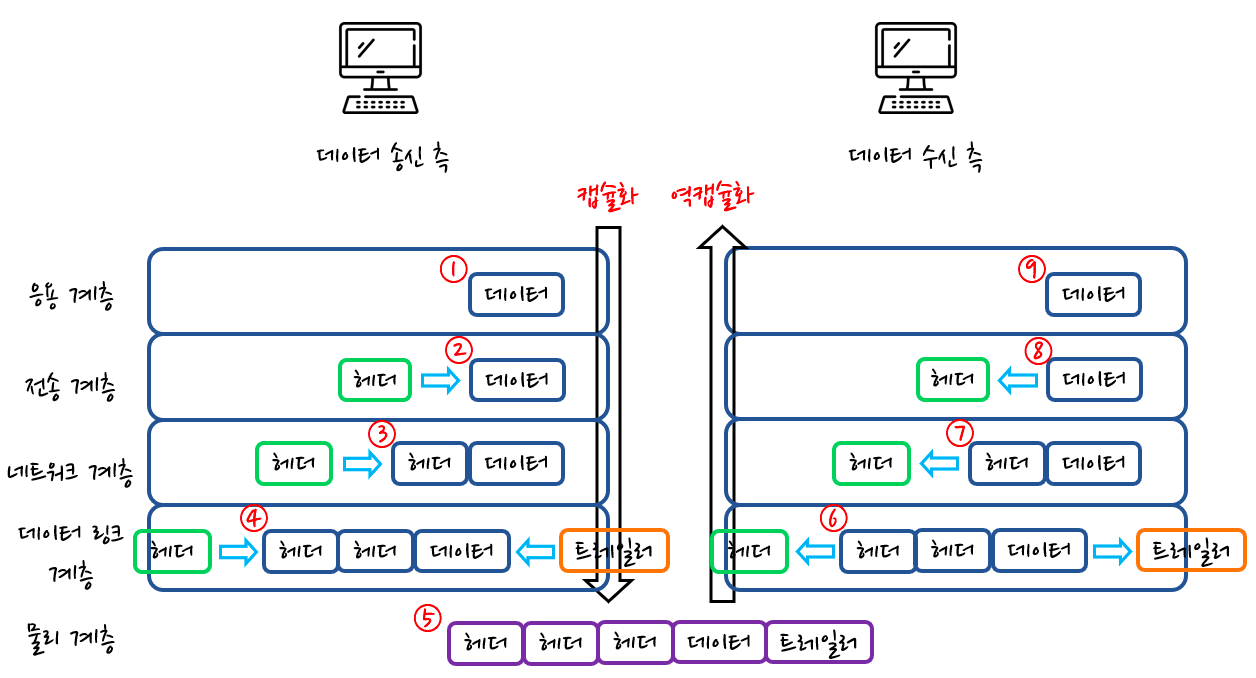 데이터 송신 측
데이터 수신 측
캡슐화
역캡슐화
응용 계층
① 데이터
⑨ 데이터
전송 계층
헤더 ② 데이터
헤더 ⑧ 데이터
네트워크 계층
헤더 ③ 헤더 데이터
헤더 ⑦ 헤더 데이터
데이터 링크
계층
헤더 ④ 헤더 헤더 데이터 트레일러
헤더 ⑥ 헤더 헤더 데이터 트레일러
물리 계층
⑤ 헤더 헤더 헤더 데이터 트레일러